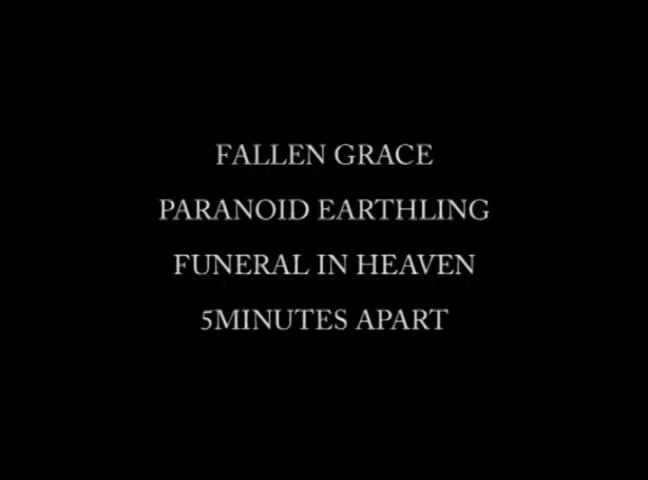 FALLEN GRACE
PARANOID EARTHLING
FUNERAL IN HEAVEN
5MINUTES APART